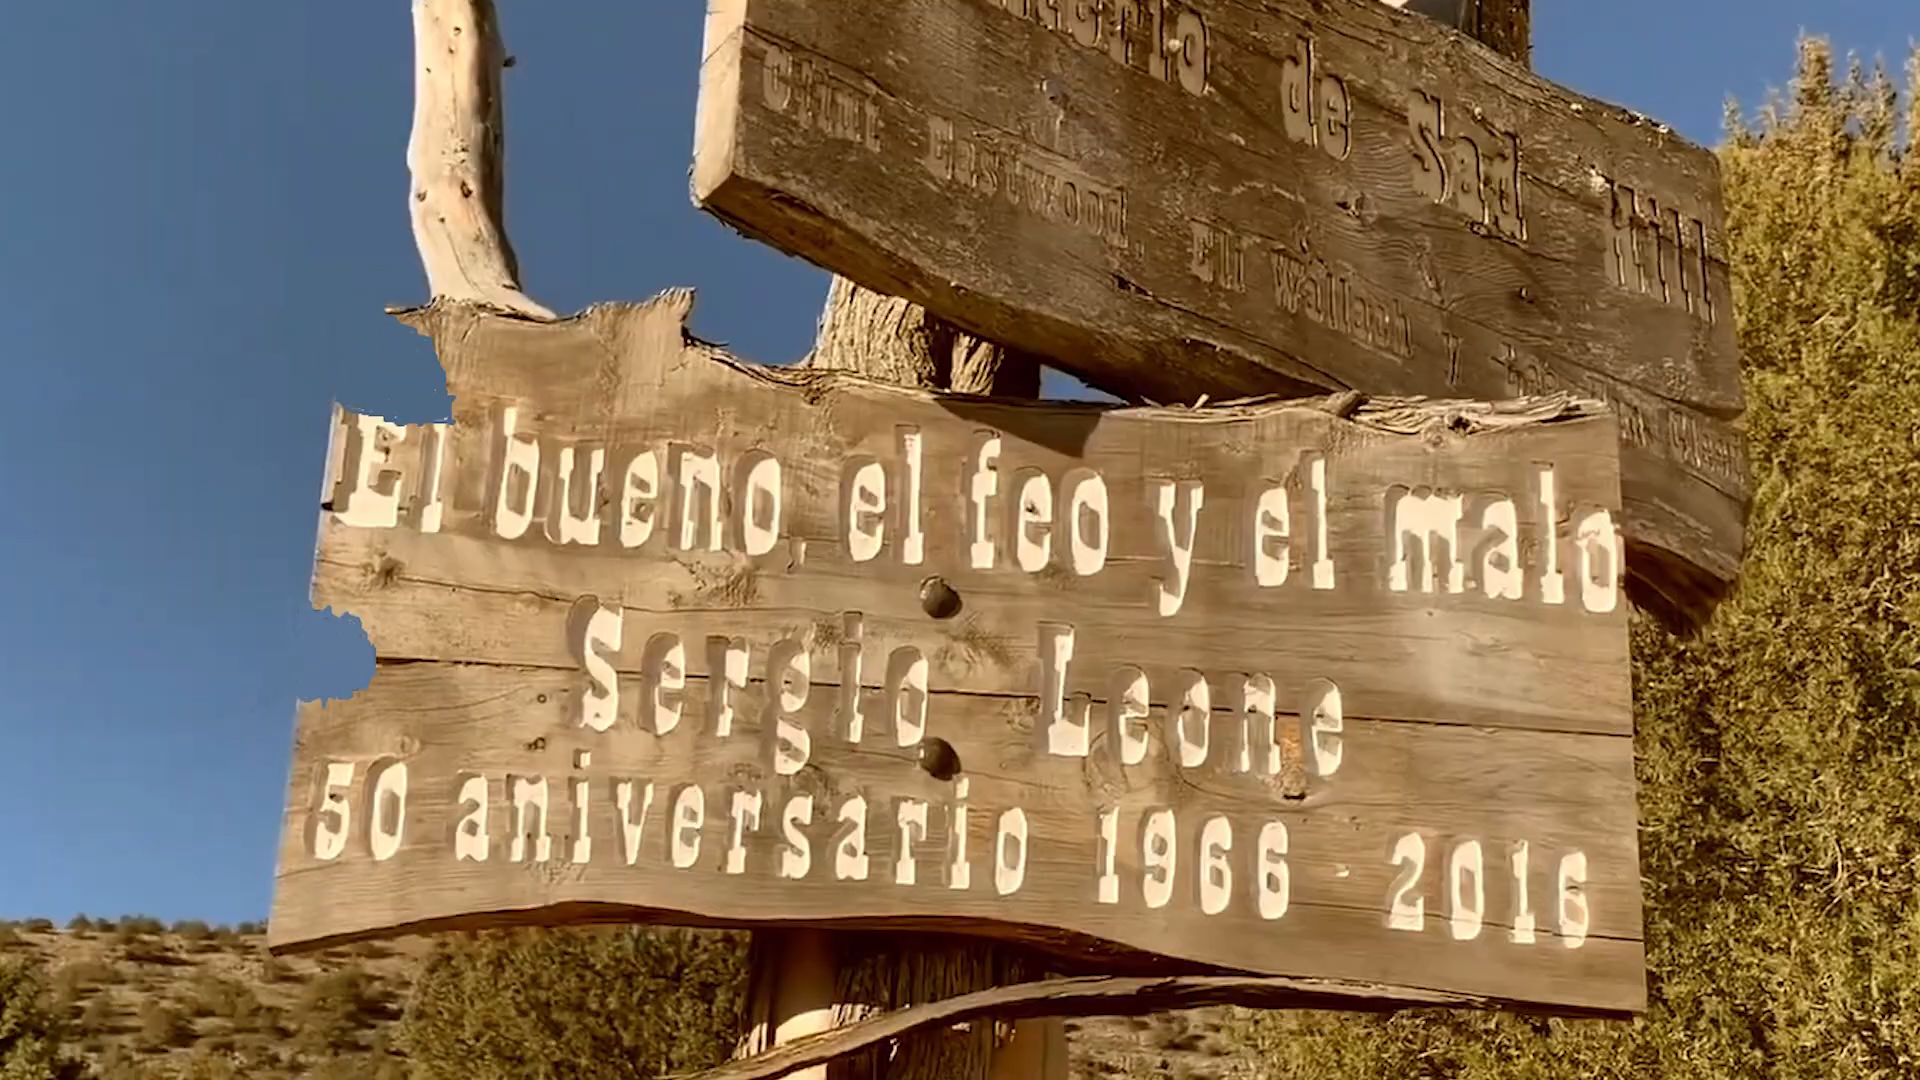 de Sad Hill
Clint Eastwood, Eli Wallach y
El bueno, el feo y el malo
Sergio Leone
50 aniversario 1966 - 2016